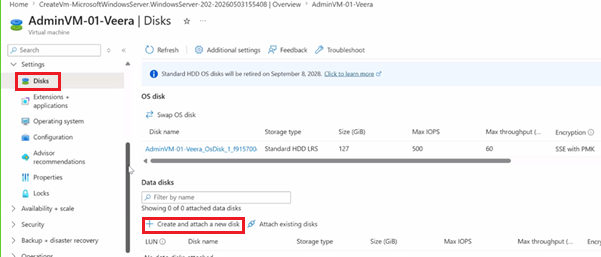 Home > CreateVm-MicrosoftWindowsServer.WindowsServer-202-20260503155408 | Overview > AdminVM-01-Veera
AdminVM-01-Veera | Disks
Virtual machine
Search
Refresh
Additional settings
Feedback
Troubleshoot
Settings
Disks
Extensions + applications
Operating system
Configuration
Advisor recommendations
Properties
Locks
Availability + scale
Security
Backup + disaster recovery
Operations
Standard HDD OS disks will be retired on September 8, 2028. Click to learn more
OS disk
Swap OS disk
Disk name Storage type Size (GiB) Max IOPS Max throughput (... Encryption
AdminVM-01-Veera_OsDisk_1_f915700 Standard HDD LRS 127 500 60 SSE with PMK
Data disks
Filter by name
Showing 0 of 0 attached data disks
Create and attach a new disk
Attach existing disks
LUN Disk name Storage type Size (GiB) Max IOPS Max throughput (... En
No data disks attached